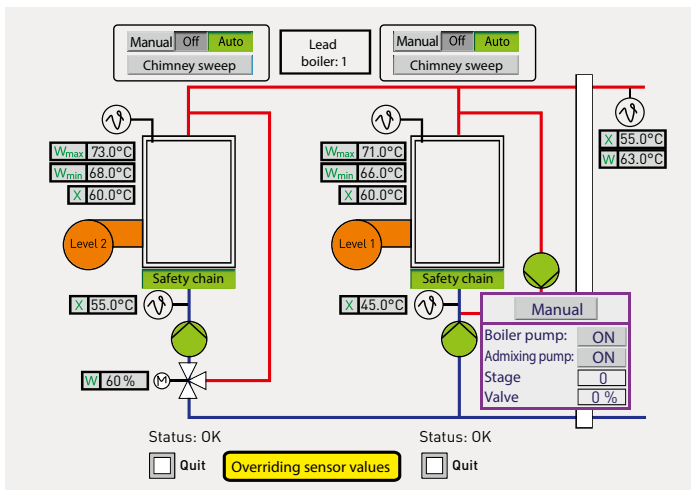 Manual Off Auto
Chimney sweep
Lead
boiler: 1
Manual Off Auto
Chimney sweep
Wmax 73.0°C
Wmin 68.0°C
X 60.0°C
Wmax 71.0°C
Wmin 66.0°C
X 60.0°C
X 55.0°C
W 63.0°C
Level 2
Level 1
Safety chain
Safety chain
X 55.0°C
X 45.0°C
W 60 %
M
Manual
Boiler pump: ON
Admixing pump: ON
Stage 0
Valve 0 %
Status: OK
Status: OK
Quit
Overriding sensor values
Quit